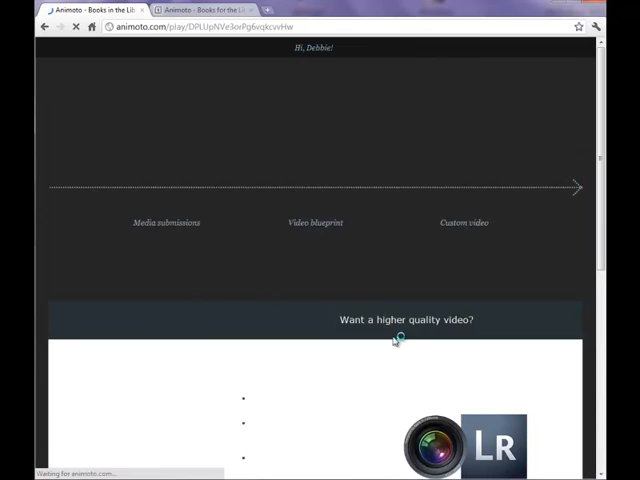 Animoto - Books in the Lib
Animoto - Books for the Li
animoto.com/play/DPLUpNVe3orPg6vqkcvvHw
Hi, Debbie!
Media submissions
Video blueprint
Custom video
Want a higher quality video?
LR
Waiting for animoto.com...